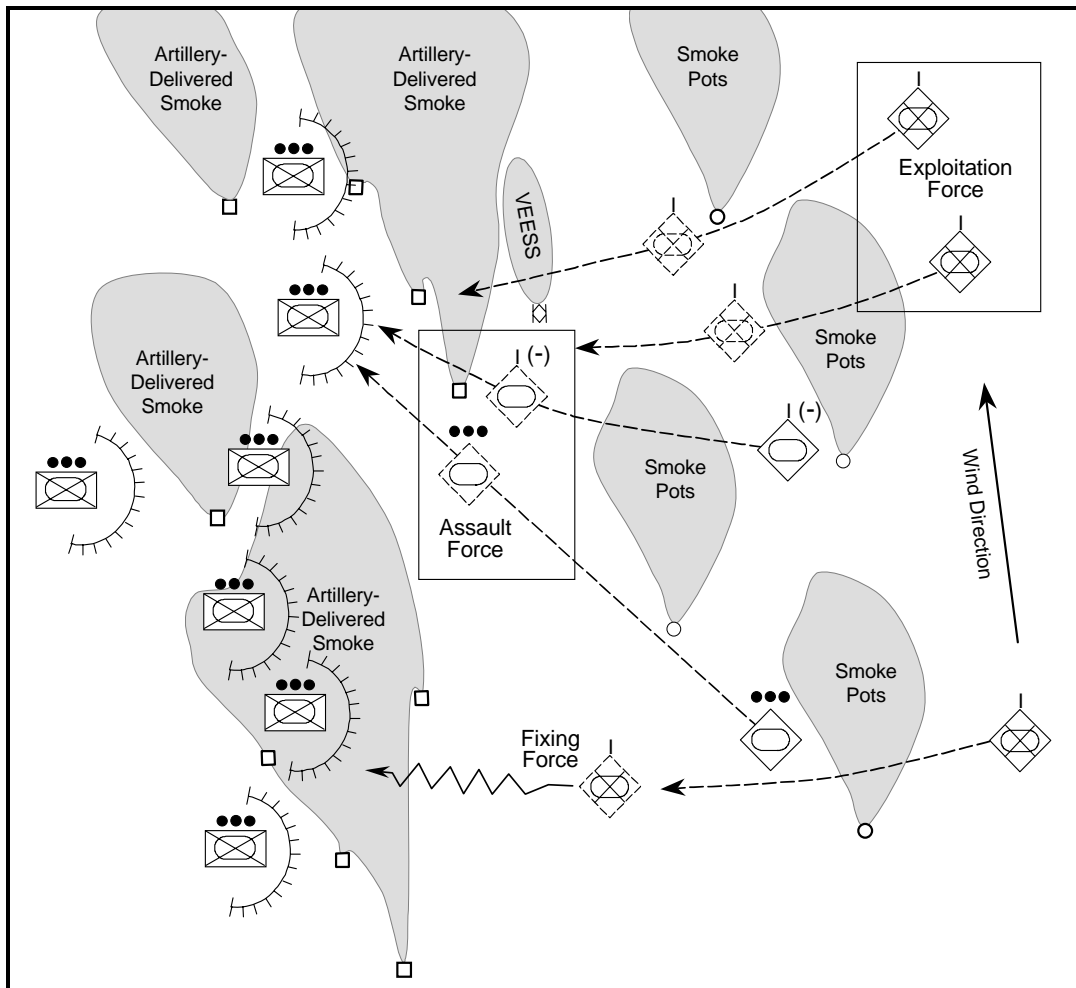 Artillery-
Delivered
Smoke
Artillery-
Delivered
Smoke
Smoke
Pots
Exploitation
Force
VEESS
Smoke
Pots
Artillery-
Delivered
Smoke
I (-)
I (-)
Smoke
Pots
Assault
Force
Wind Direction
Artillery-
Delivered
Smoke
Smoke
Pots
Fixing
Force